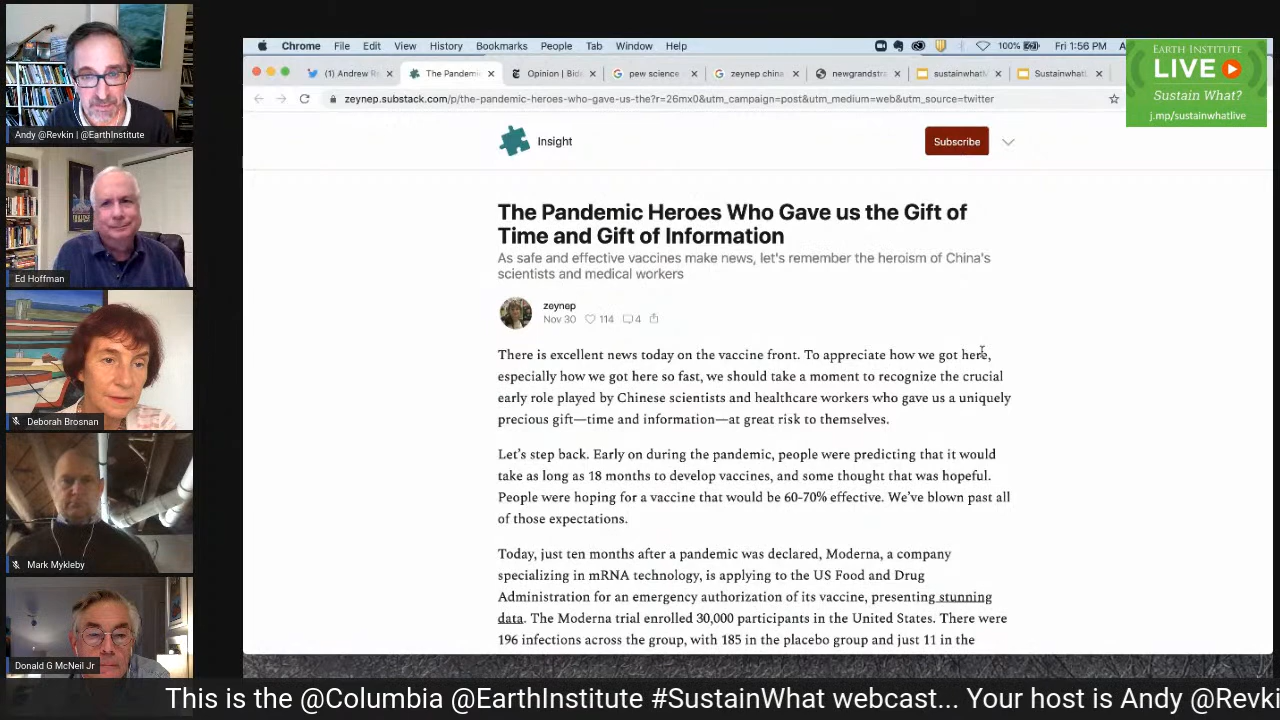 Andy @Revkin | @EarthInstitute
Ed Hoffman
Deborah Brosnan
Mark Mykleby
Donald G McNeil Jr
Chrome File Edit View History Bookmarks People Tab Window Help
100% Fri 1:56 PM A
(1) Andrew R
The Pandemic
Opinion | Bid
pew science
zeynep china
newgrandst
sustainwhat
Sustainwhat
zeynep.substack.com/p/the-pandemic-heroes-who-gave-us-the?r=26mx0&utm_campaign=post&utm_medium=web&utm_source=twitter
EARTH INSTITUTE
LIVE
Sustain What?
j.mp/sustainwhatlive
Insight
Subscribe
The Pandemic Heroes Who Gave us the Gift of
Time and Gift of Information
As safe and effective vaccines make news, let's remember the heroism of China's
scientists and medical workers
zeynep
Nov 30 114 4
There is excellent news today on the vaccine front. To appreciate how we got here,
especially how we got here so fast, we should take a moment to recognize the crucial
early role played by Chinese scientists and healthcare workers who gave us a uniquely
precious gift—time and information—at great risk to themselves.
Let's step back. Early on during the pandemic, people were predicting that it would
take as long as 18 months to develop vaccines, and some thought that was hopeful.
People were hoping for a vaccine that would be 60-70% effective. We've blown past all
of those expectations.
Today, just ten months after a pandemic was declared, Moderna, a company
specializing in mRNA technology, is applying to the US Food and Drug
Administration for an emergency authorization of its vaccine, presenting stunning
data. The Moderna trial enrolled 30,000 participants in the United States. There were
196 infections across the group, with 185 in the placebo group and just 11 in the
This is the @Columbia @EarthInstitute #SustainWhat webcast... Your host is Andy @Revki